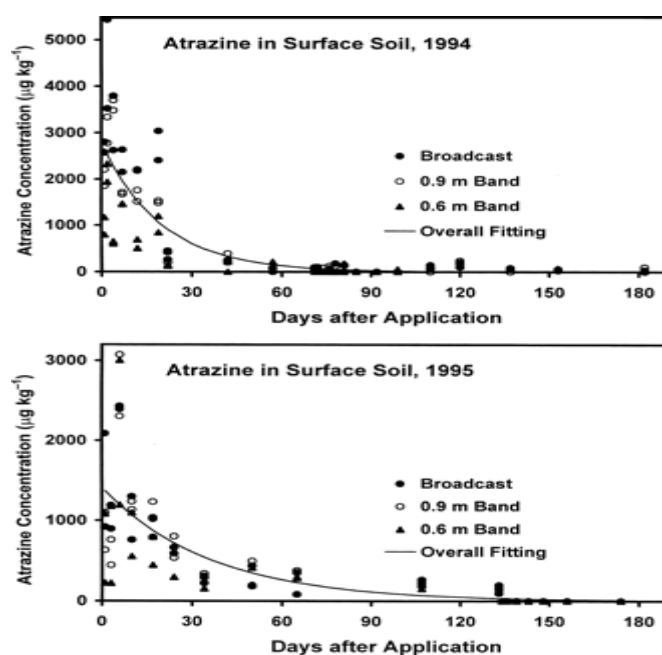 Atrazine in Surface Soil, 1994
Atrazine Concentration (µg kg⁻¹)
5000
4000
3000
2000
1000
0
Broadcast
0.9 m Band
0.6 m Band
Overall Fitting
0 30 60 90 120 150 180
Days after Application
Atrazine in Surface Soil, 1995
Atrazine Concentration (µg kg⁻¹)
3000
2000
1000
0
Broadcast
0.9 m Band
0.6 m Band
Overall Fitting
0 30 60 90 120 150 180
Days after Application